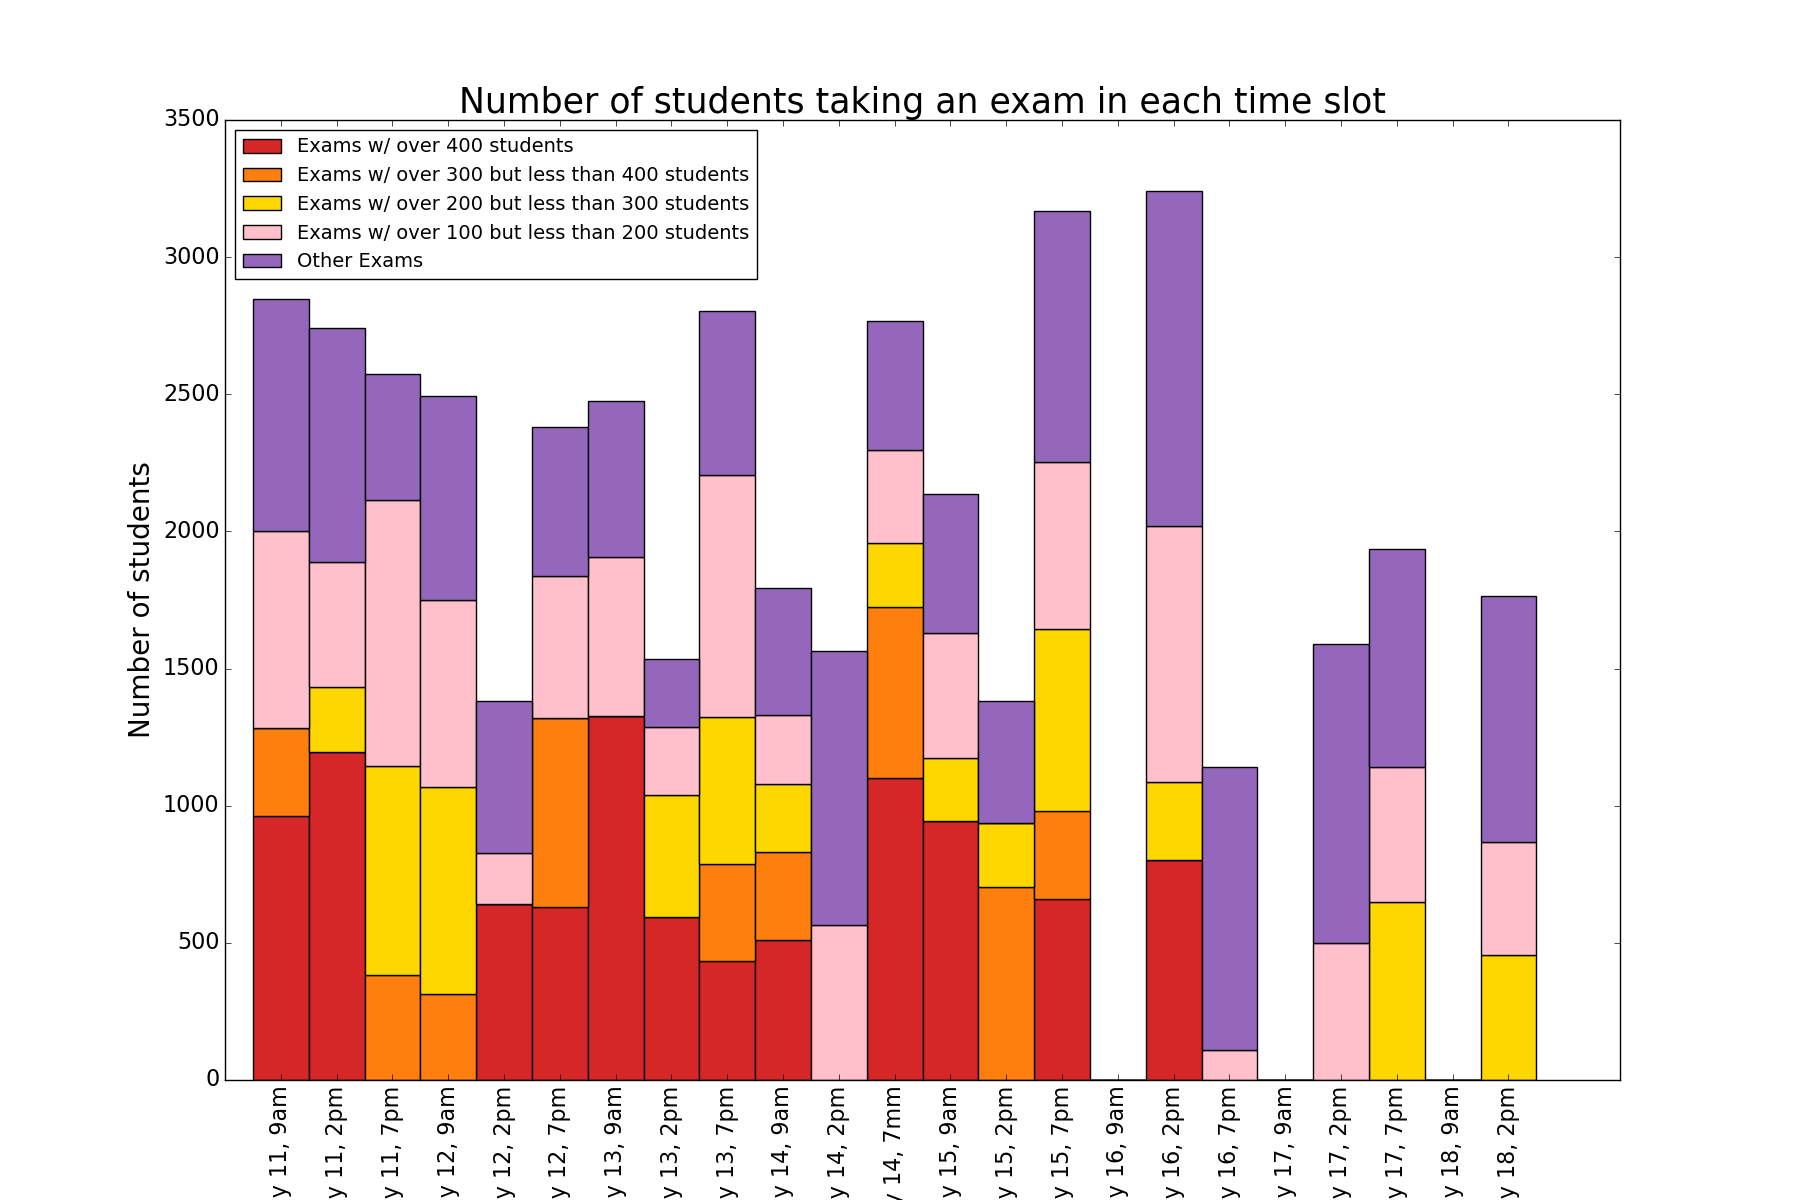 Number of students taking an exam in each time slot
Exams w/ over 400 students
Exams w/ over 300 but less than 400 students
Exams w/ over 200 but less than 300 students
Exams w/ over 100 but less than 200 students
Other Exams
Number of students
3500
3000
2500
2000
1500
1000
500
0
y 11, 9am
y 11, 2pm
y 11, 7pm
y 12, 9am
y 12, 2pm
y 12, 7pm
y 13, 9am
y 13, 2pm
y 13, 7pm
y 14, 9am
y 14, 2pm
y 14, 7mm
y 15, 9am
y 15, 2pm
y 15, 7pm
y 16, 9am
y 16, 2pm
y 16, 7pm
y 17, 9am
y 17, 2pm
y 17, 7pm
y 18, 9am
y 18, 2pm